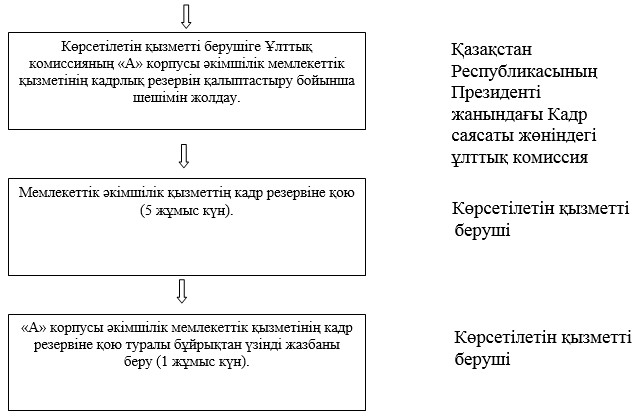 Көрсетілетін қызметті берушіге Ұлттық
комиссияның «А» корпусы әкімшілік мемлекеттік
қызметінің кадрлық резервін қалыптастыру бойынша
шешімін жолдау.
Қазақстан
Республикасының
Президенті
жанындағы Кадр
саясаты жөніндегі
ұлттық комиссия
Мемлекеттік әкімшілік қызметтің кадр резервіне қою
(5 жұмыс күн).
Көрсетілетін қызметті
беруші
«А» корпусы әкімшілік мемлекеттік қызметінің кадр
резервіне қою туралы бұйрықтан үзінді жазбаны
беру (1 жұмыс күн).
Көрсетілетін қызметті
беруші